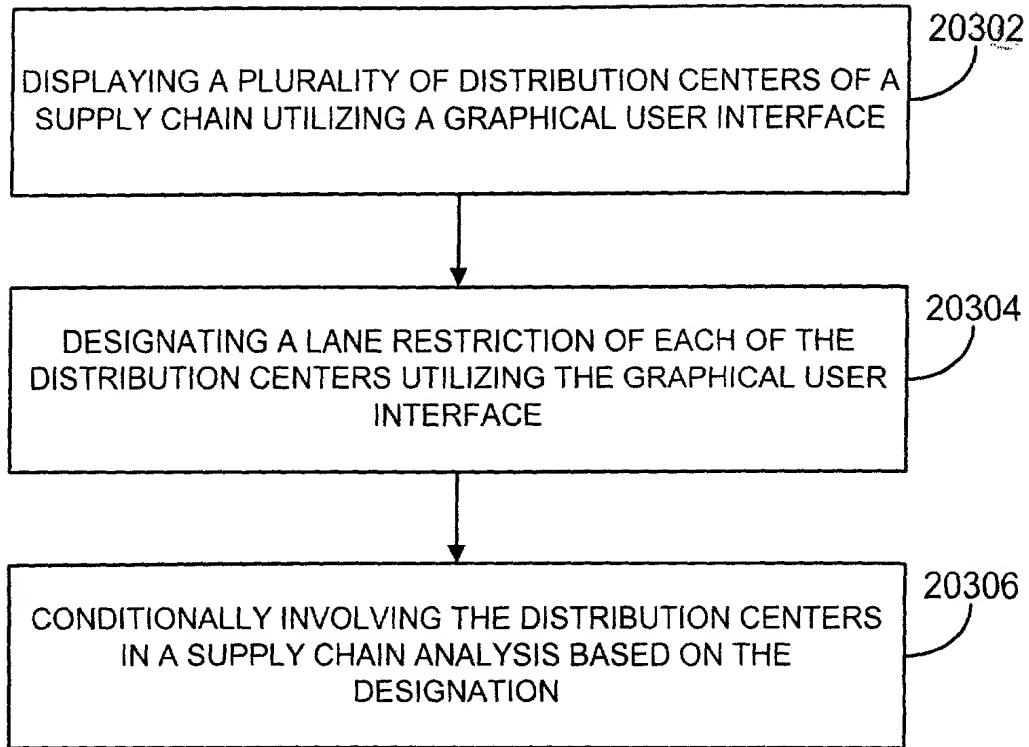 20302
DISPLAYING A PLURALITY OF DISTRIBUTION CENTERS OF A
SUPPLY CHAIN UTILIZING A GRAPHICAL USER INTERFACE
20304
DESIGNATING A LANE RESTRICTION OF EACH OF THE
DISTRIBUTION CENTERS UTILIZING THE GRAPHICAL USER
INTERFACE
20306
CONDITIONALLY INVOLVING THE DISTRIBUTION CENTERS
IN A SUPPLY CHAIN ANALYSIS BASED ON THE
DESIGNATION